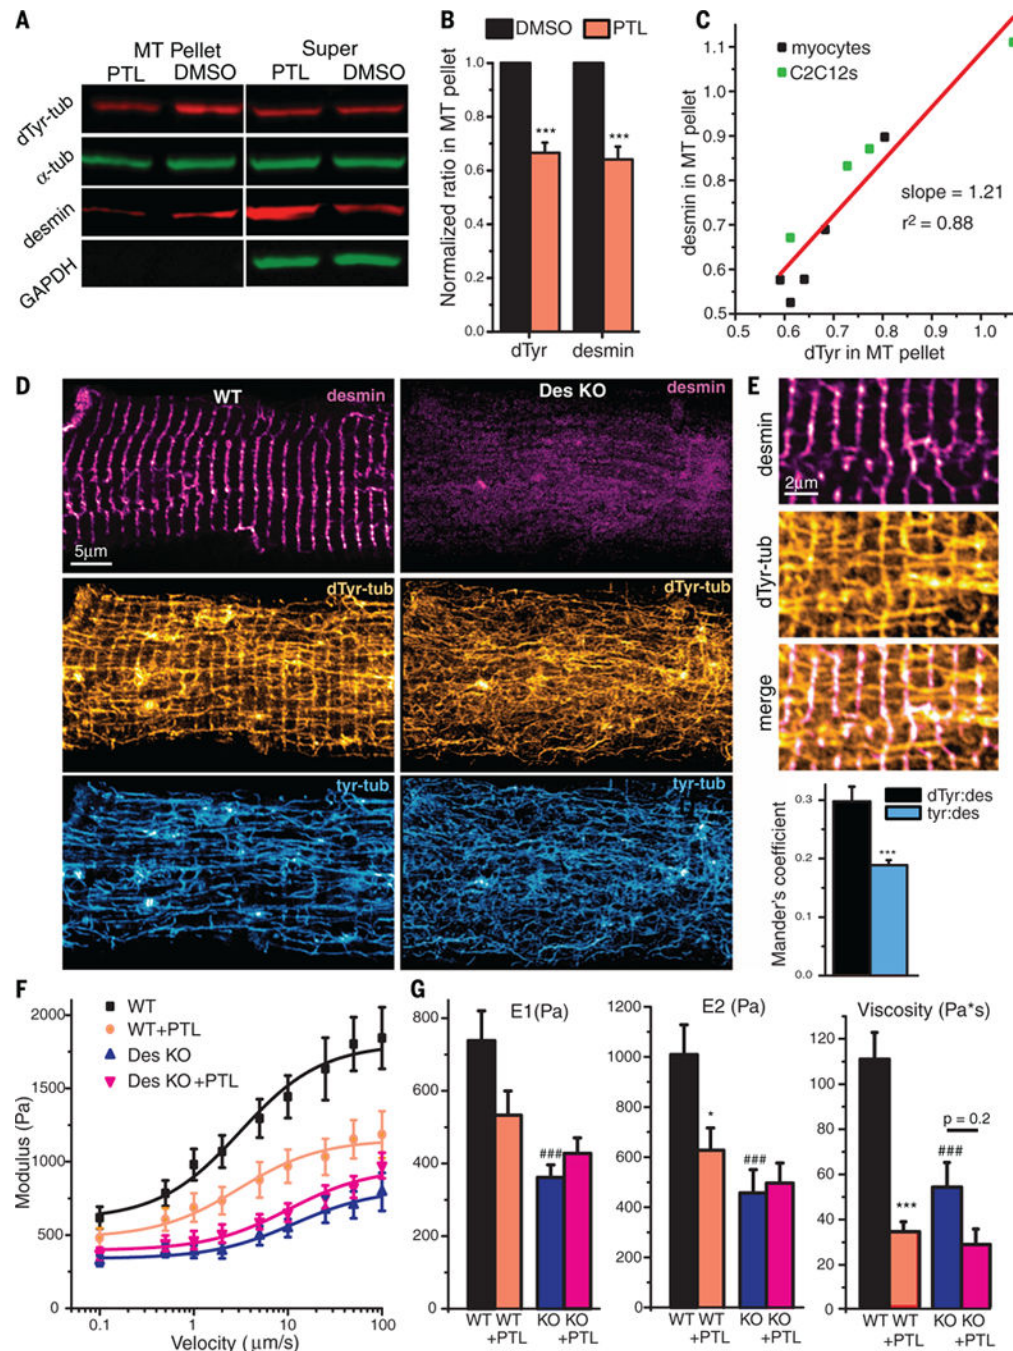 A
MT Pellet Super
PTL DMSO PTL DMSO
dTyr-tub
α-tub
desmin
GAPDH
B
DMSO PTL
Normalized ratio in MT pellet
1.0
0.8
0.6
0.4
0.2
0.0
*** ***
dTyr desmin
C
myocytes
C2C12s
desmin in MT pellet
1.1
1.0
0.9
0.8
0.7
0.6
0.5
slope = 1.21
r² = 0.88
0.5 0.6 0.7 0.8 0.9 1.0
dTyr in MT pellet
D
WT desmin
5μm
Des KO desmin
dTyr-tub dTyr-tub
tyr-tub tyr-tub
E
desmin
2μm
dTyr-tub
merge
dTyr:des
tyr:des
Mander's coefficient
0.3
0.2
0.1
0.0
***
F
WT
WT+PTL
Des KO
Des KO +PTL
Modulus (Pa)
2000
1500
1000
500
0
0.1 1 10 100
Velocity ( μm/s)
G
E1(Pa)
800
600
400
200
0
###
WT WT KO KO
+PTL +PTL
E2 (Pa)
1200
1000
800
600
400
200
0
* ###
WT WT KO KO
+PTL +PTL
Viscosity (Pa*s)
120
100
80
60
40
20
0
p = 0.2
***
###
WT WT KO KO
+PTL +PTL